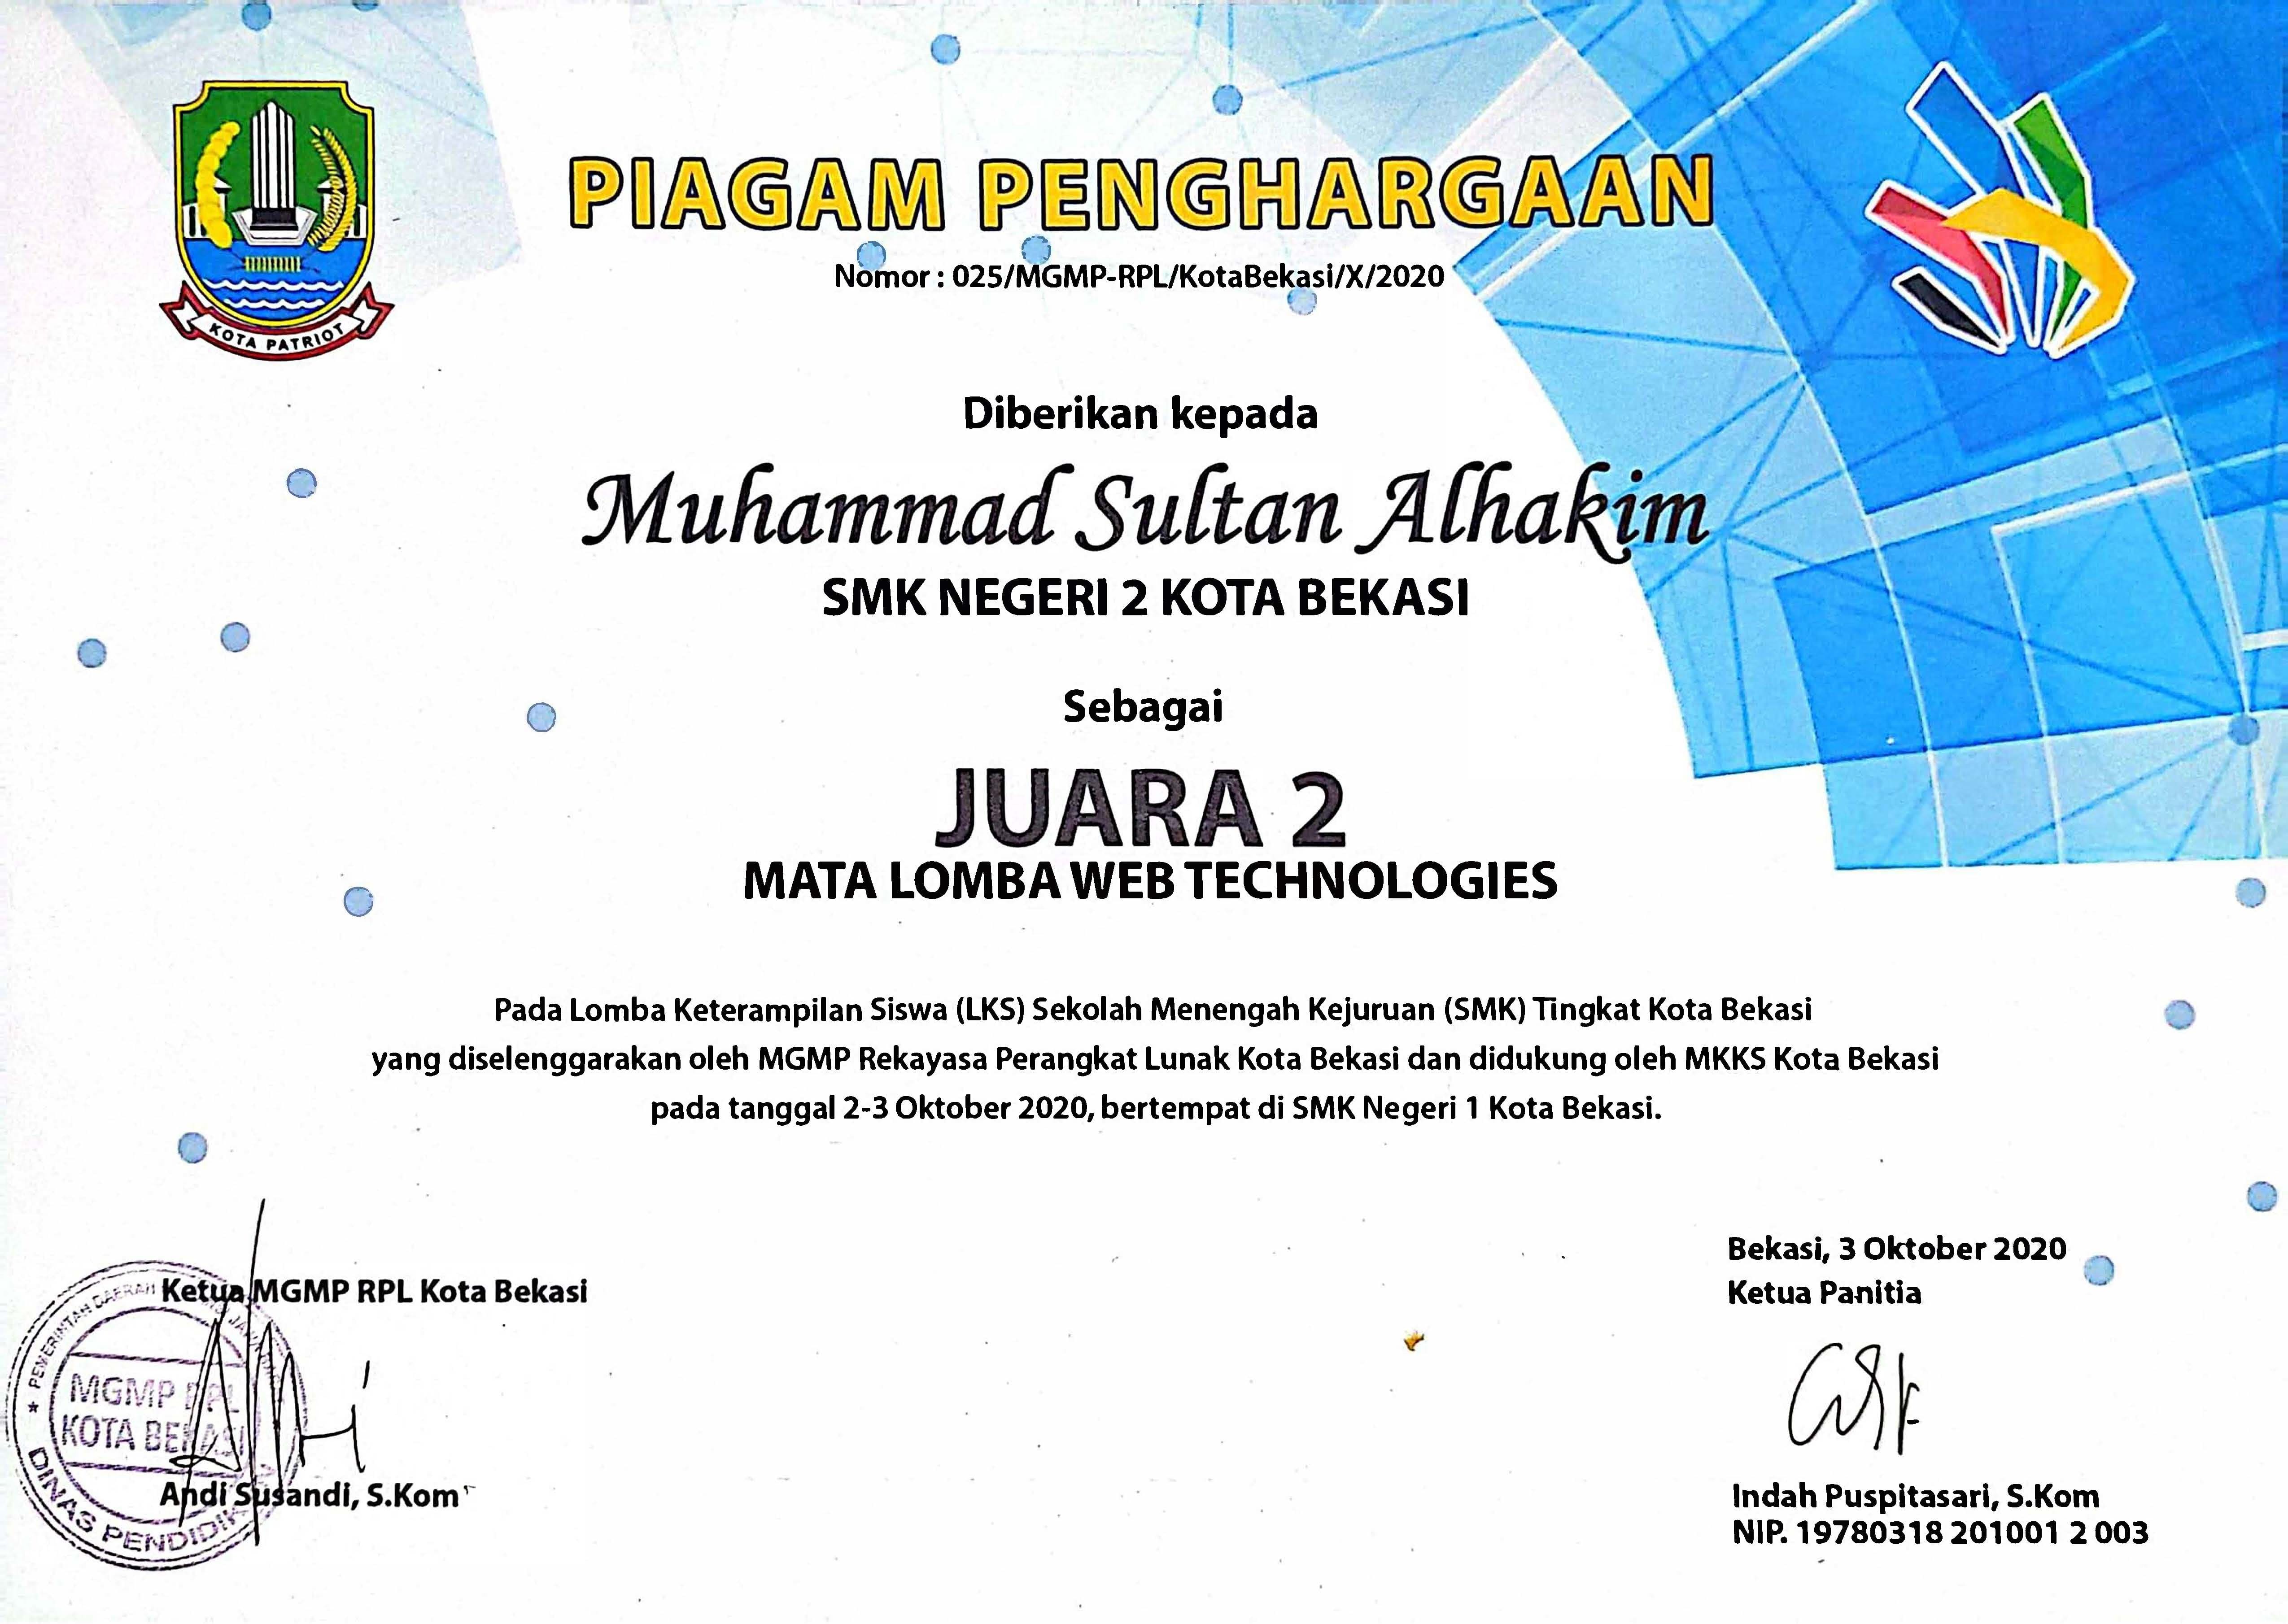 PIAGAM PENGHARGAAN
Nomor : 025/MGMP-RPL/KotaBekasi/X/2020
KOTA PATRIOT
Diberikan kepada
Muhammad Sultan Alhakim
SMK NEGERI 2 KOTA BEKASI
Sebagai
JUARA 2
MATA LOMBA WEB TECHNOLOGIES
Pada Lomba Keterampilan Siswa (LKS) Sekolah Menengah Kejuruan (SMK) Tingkat Kota Bekasi
yang diselenggarakan oleh MGMP Rekayasa Perangkat Lunak Kota Bekasi dan didukung oleh MKKS Kota Bekasi
pada tanggal 2-3 Oktober 2020, bertempat di SMK Negeri 1 Kota Bekasi.
Ketua MGMP RPL Kota Bekasi
PEMERINTAH DAERAH
MGMP RPL
KOTA BEKASI
DINAS
Andi Susandi, S.Kom
Bekasi, 3 Oktober 2020
Ketua Panitia
Indah Puspitasari, S.Kom
NIP. 19780318 201001 2 003